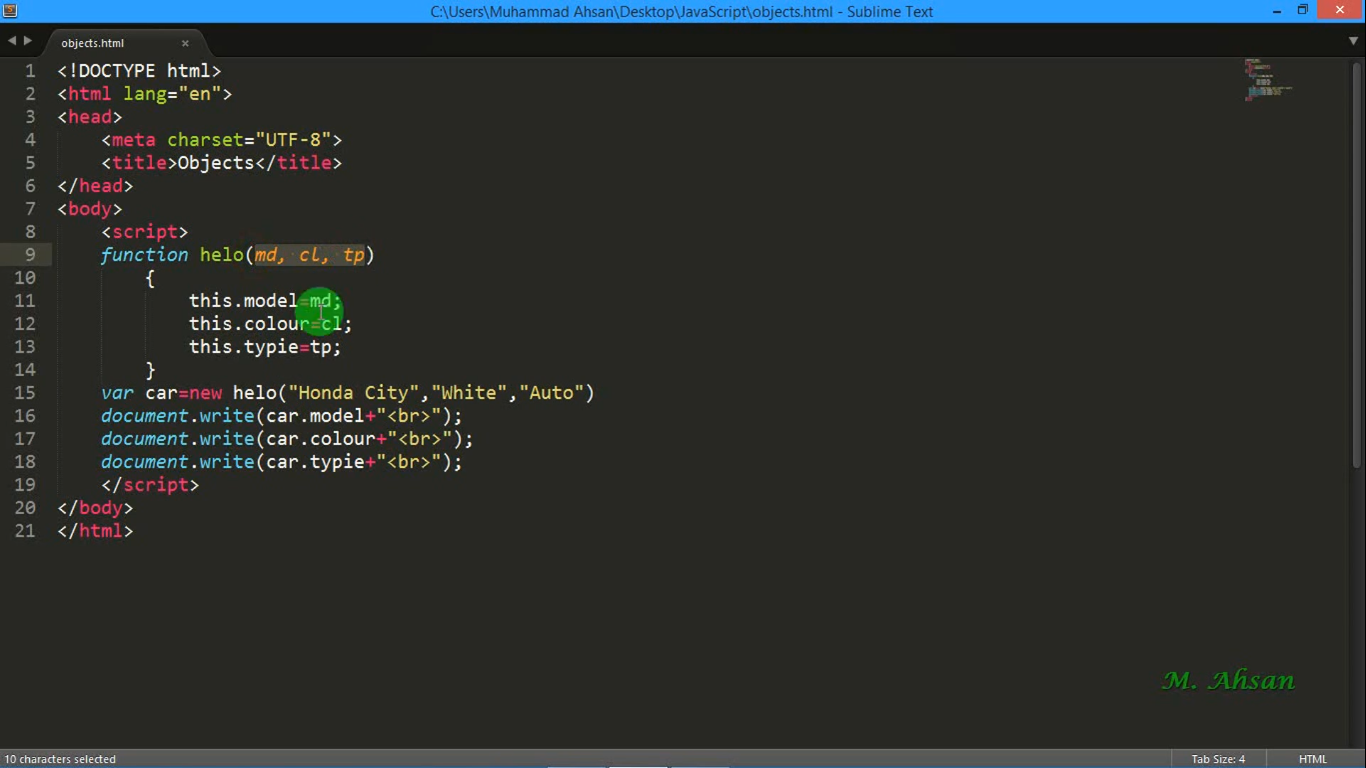 C:\Users\Muhammad Ahsan\Desktop\JavaScript\objects.html - Sublime Text
objects.html
1 <!DOCTYPE html>
2 <html lang="en">
3 <head>
4 <meta charset="UTF-8">
5 <title>Objects</title>
6 </head>
7 <body>
8 <script>
9 function helo(md, cl, tp)
10 {
11 this.model=md;
12 this.colour=cl;
13 this.typie=tp;
14 }
15 var car=new helo("Honda City","White","Auto")
16 document.write(car.model+"<br>");
17 document.write(car.colour+"<br>");
18 document.write(car.typie+"<br>");
19 </script>
20 </body>
21 </html>
M. Ahsan
10 characters selected Tab Size: 4 HTML